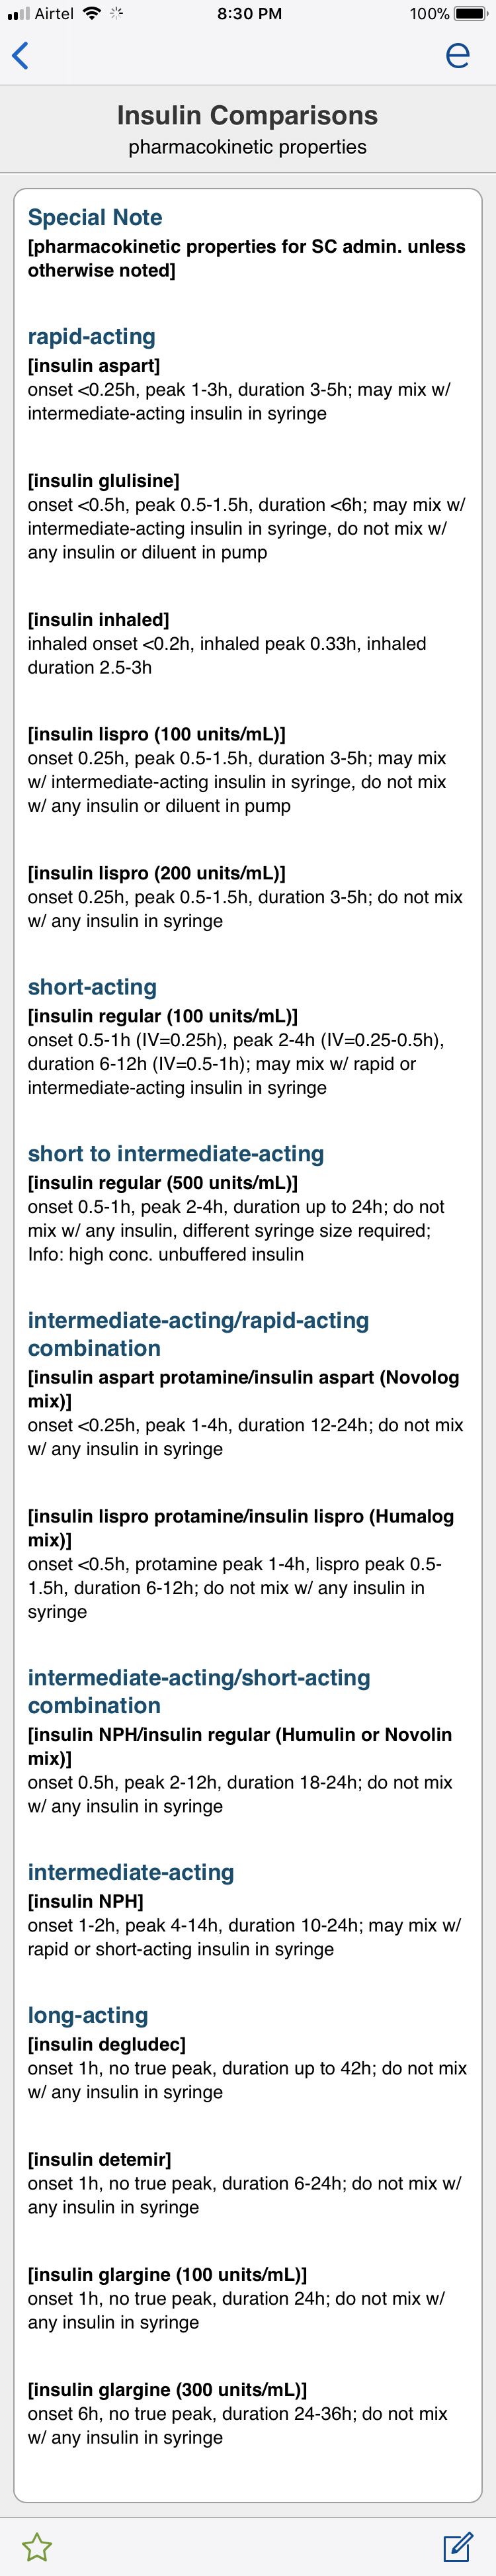 Airtel 8:30 PM 100%
e
Insulin Comparisons
pharmacokinetic properties
Special Note
[pharmacokinetic properties for SC admin. unless
otherwise noted]
rapid-acting
[insulin aspart]
onset <0.25h, peak 1-3h, duration 3-5h; may mix w/
intermediate-acting insulin in syringe
[insulin glulisine]
onset <0.5h, peak 0.5-1.5h, duration <6h; may mix w/
intermediate-acting insulin in syringe, do not mix w/
any insulin or diluent in pump
[insulin inhaled]
inhaled onset <0.2h, inhaled peak 0.33h, inhaled
duration 2.5-3h
[insulin lispro (100 units/mL)]
onset 0.25h, peak 0.5-1.5h, duration 3-5h; may mix
w/ intermediate-acting insulin in syringe, do not mix
w/ any insulin or diluent in pump
[insulin lispro (200 units/mL)]
onset 0.25h, peak 0.5-1.5h, duration 3-5h; do not mix
w/ any insulin in syringe
short-acting
[insulin regular (100 units/mL)]
onset 0.5-1h (IV=0.25h), peak 2-4h (IV=0.25-0.5h),
duration 6-12h (IV=0.5-1h); may mix w/ rapid or
intermediate-acting insulin in syringe
short to intermediate-acting
[insulin regular (500 units/mL)]
onset 0.5-1h, peak 2-4h, duration up to 24h; do not
mix w/ any insulin, different syringe size required;
Info: high conc. unbuffered insulin
intermediate-acting/rapid-acting
combination
[insulin aspart protamine/insulin aspart (Novolog
mix)]
onset <0.25h, peak 1-4h, duration 12-24h; do not mix
w/ any insulin in syringe
[insulin lispro protamine/insulin lispro (Humalog
mix)]
onset <0.5h, protamine peak 1-4h, lispro peak 0.5-
1.5h, duration 6-12h; do not mix w/ any insulin in
syringe
intermediate-acting/short-acting
combination
[insulin NPH/insulin regular (Humulin or Novolin
mix)]
onset 0.5h, peak 2-12h, duration 18-24h; do not mix
w/ any insulin in syringe
intermediate-acting
[insulin NPH]
onset 1-2h, peak 4-14h, duration 10-24h; may mix w/
rapid or short-acting insulin in syringe
long-acting
[insulin degludec]
onset 1h, no true peak, duration up to 42h; do not mix
w/ any insulin in syringe
[insulin detemir]
onset 1h, no true peak, duration 6-24h; do not mix w/
any insulin in syringe
[insulin glargine (100 units/mL)]
onset 1h, no true peak, duration 24h; do not mix w/
any insulin in syringe
[insulin glargine (300 units/mL)]
onset 6h, no true peak, duration 24-36h; do not mix
w/ any insulin in syringe